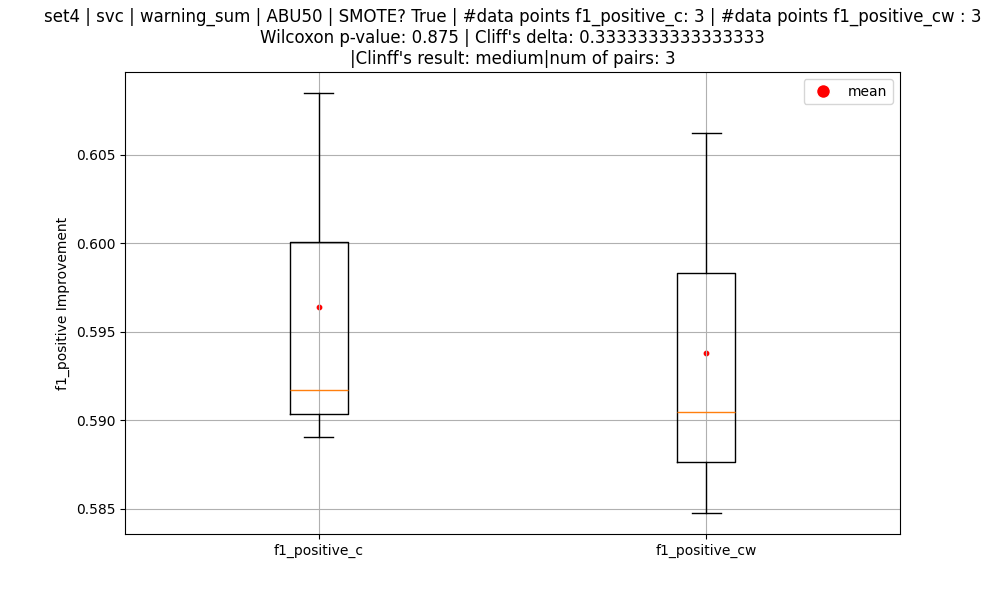 set4 | svc | warning_sum | ABU50 | SMOTE? True | #data points f1_positive_c: 3 | #data points f1_positive_cw : 3
Wilcoxon p-value: 0.875 | Cliff's delta: 0.3333333333333333
|Clinff's result: medium|num of pairs: 3
mean
0.605
0.600
0.595
0.590
0.585
f1_positive Improvement
f1_positive_c
f1_positive_cw